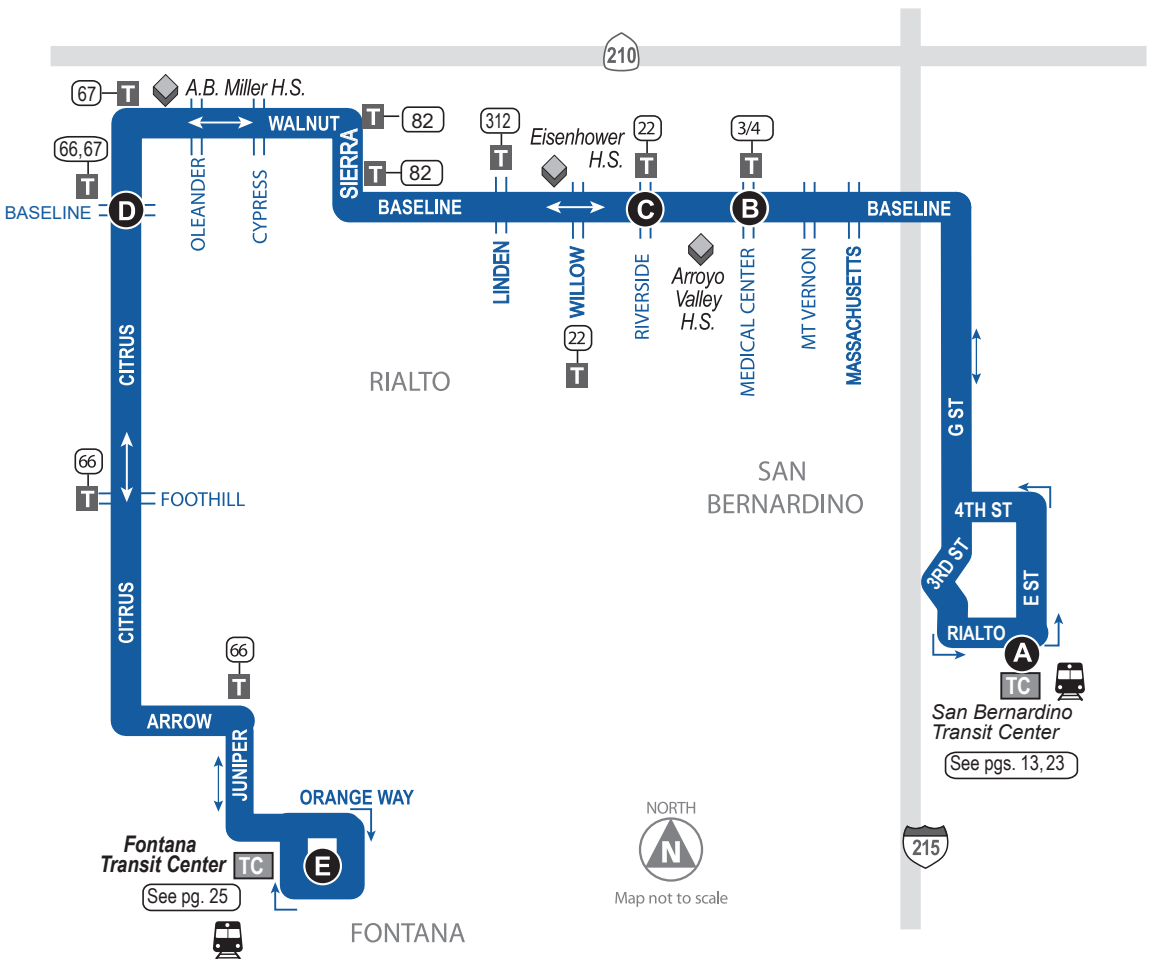 210
67
T
A.B. Miller H.S.
WALNUT
T
82
SIERRA
T
82
66,67
T
BASELINE
D
OLEANDER
CYPRESS
BASELINE
312
T
LINDEN
Eisenhower
H.S.
WILLOW
22
T
22
T
C
RIVERSIDE
Arroyo
Valley
H.S.
3/4
T
B
MEDICAL CENTER
MT VERNON
MASSACHUSETTS
BASELINE
CITRUS
RIALTO
G ST
SAN
BERNARDINO
66
T
FOOTHILL
4TH ST
3RD ST
E ST
RIALTO
A
TC
San Bernardino
Transit Center
See pgs. 13,23
CITRUS
66
T
ARROW
JUNIPER
ORANGE WAY
Fontana
Transit Center
TC
E
See pg. 25
FONTANA
NORTH
N
Map not to scale
215